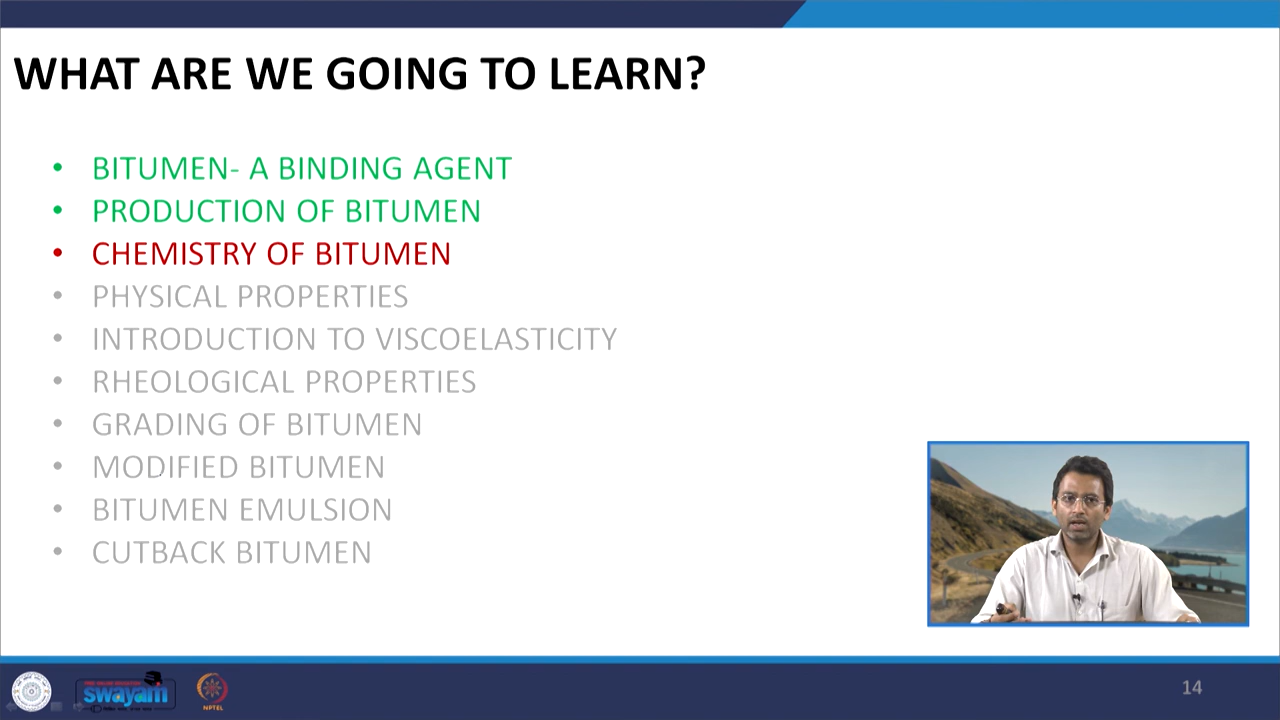 WHAT ARE WE GOING TO LEARN?
• BITUMEN- A BINDING AGENT
• PRODUCTION OF BITUMEN
• CHEMISTRY OF BITUMEN
• PHYSICAL PROPERTIES
• INTRODUCTION TO VISCOELASTICITY
• RHEOLOGICAL PROPERTIES
• GRADING OF BITUMEN
• MODIFIED BITUMEN
• BITUMEN EMULSION
• CUTBACK BITUMEN
swayam
NPTEL
14